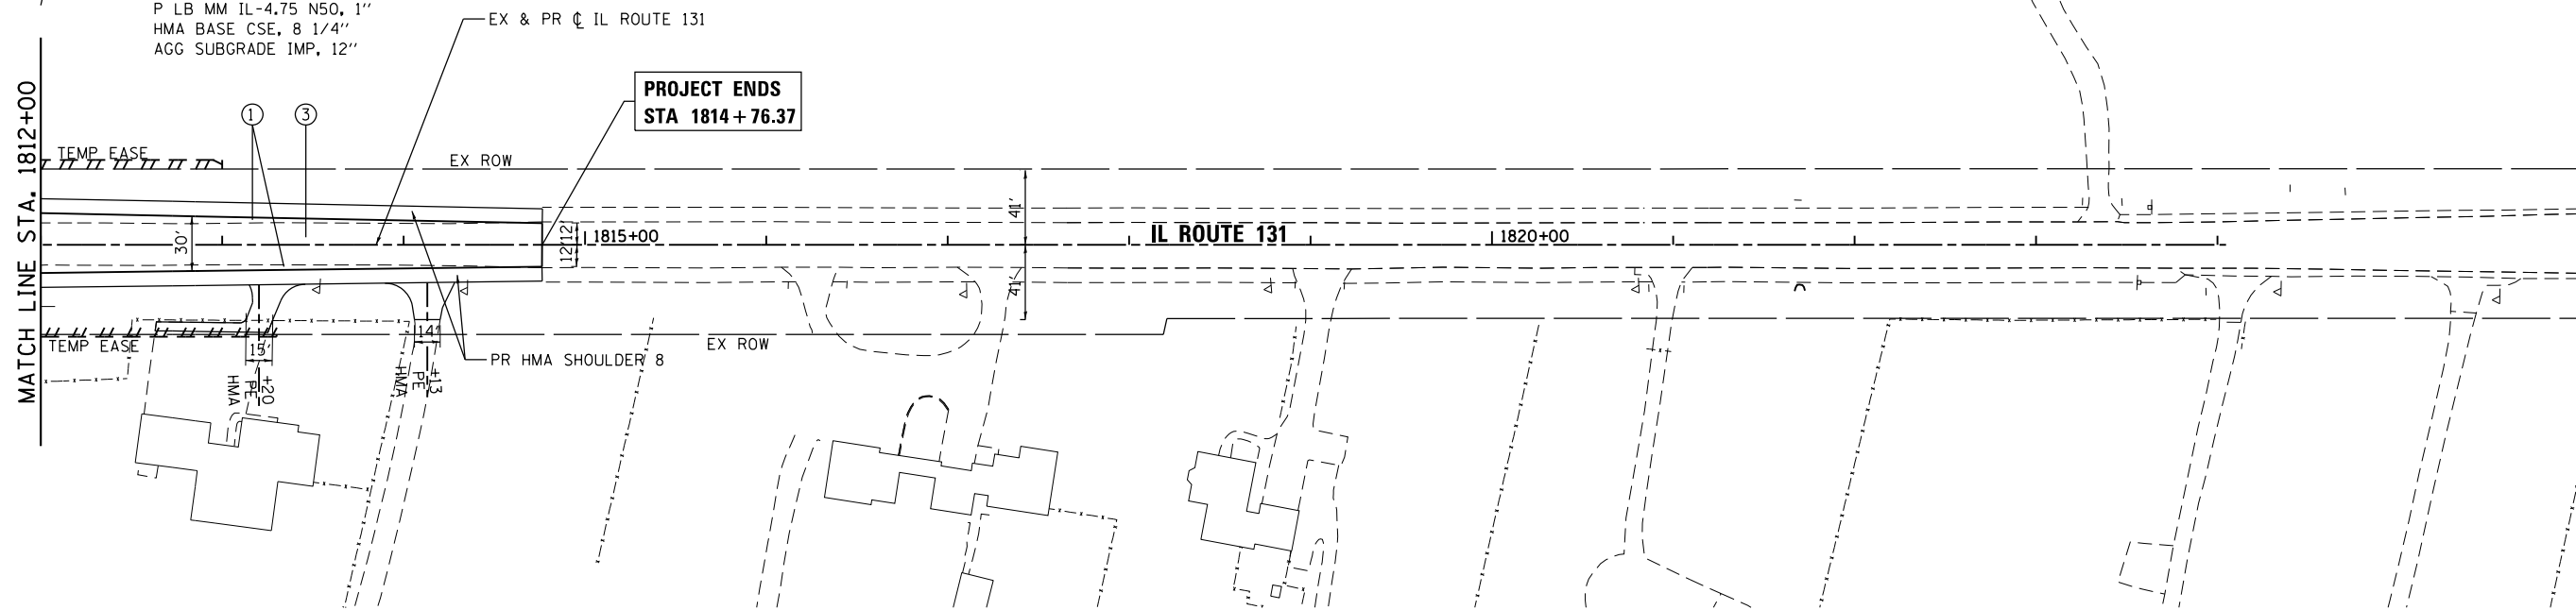 P LB MM IL-4.75 N50, 1"
HMA BASE CSE, 8 1/4"
AGG SUBGRADE IMP, 12"
EX & PR ℄ IL ROUTE 131
PROJECT ENDS
STA 1814+76.37
MATCH LINE STA. 1812+00
1
3
TEMP EASE
EX ROW
30'
12'
12'
1815+00
41'
41'
IL ROUTE 131
1820+00
TEMP EASE
15'
14'
EX ROW
PR HMA SHOULDER 8
+20
PE
HMA
+13
PE
HMA